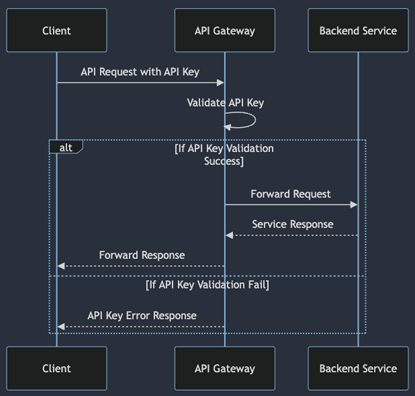 Client
API Gateway
Backend Service
API Request with API Key
Validate API Key
alt
[If API Key Validation
Success]
Forward Request
Service Response
Forward Response
[If API Key Validation Fail]
API Key Error Response
Client
API Gateway
Backend Service